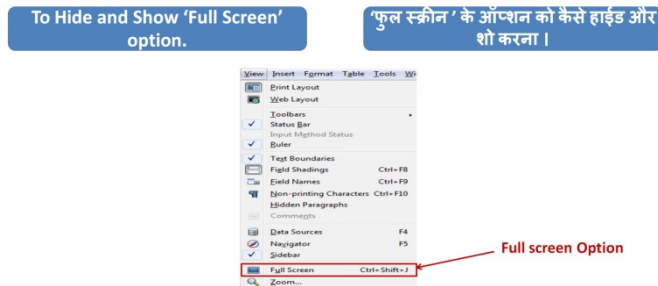 To Hide and Show ‘Full Screen’
option.
‘फुल स्क्रीन ’ के ऑप्शन को कैसे हाईड और
शो करना ।
View Insert Format Table Tools Wi
Print Layout
Web Layout
Toolbars
Status Bar
Input Method Status
Ruler
Text Boundaries
Field Shadings Ctrl+F8
Field Names Ctrl+F9
Non-printing Characters Ctrl+F10
Hidden Paragraphs
Comments
Data Sources F4
Navigator F5
Sidebar
Full Screen Ctrl+Shift+J
Zoom...
Full screen Option